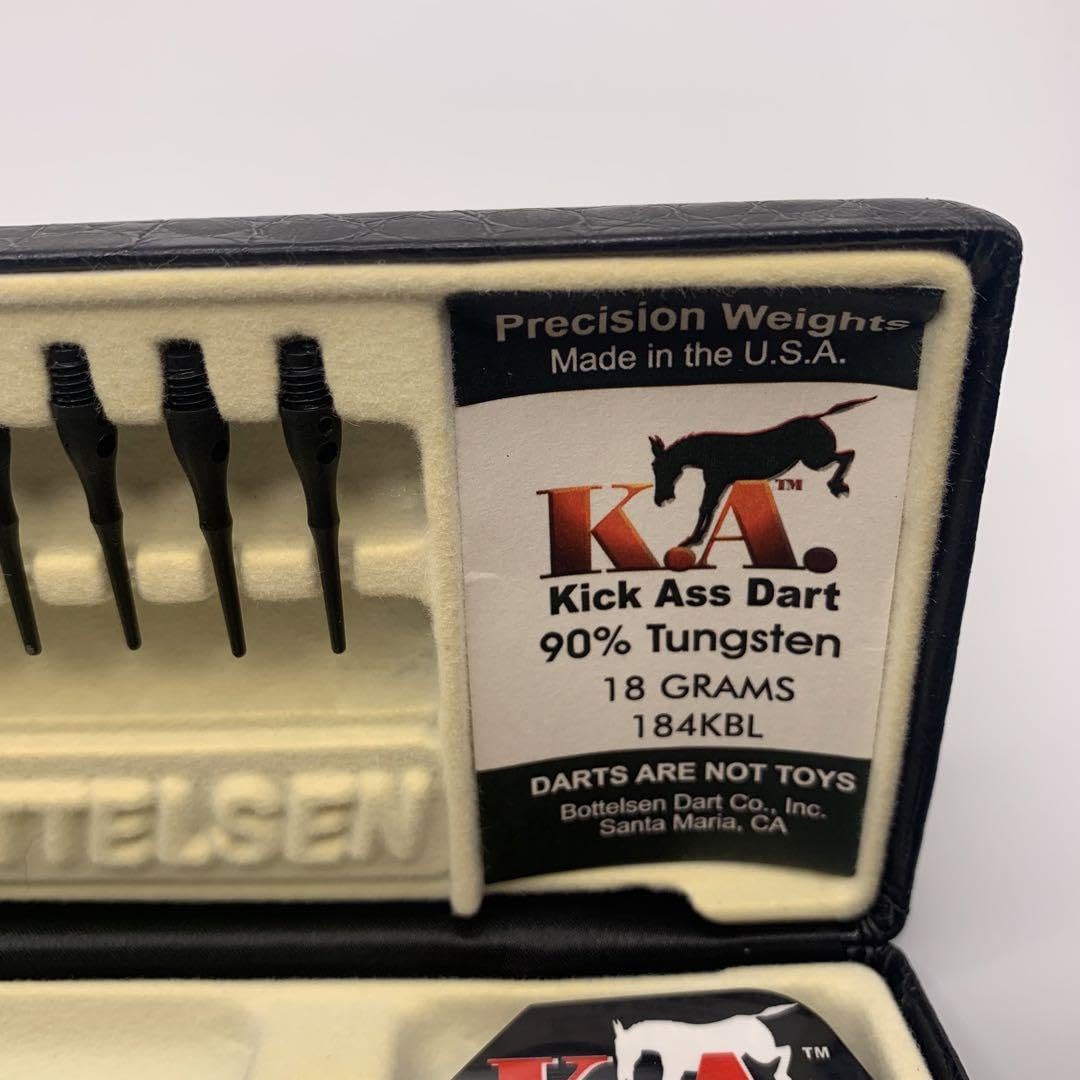 Precision Weights
Made in the U.S.A.
K.A.™
Kick Ass Dart
90% Tungsten
18 GRAMS
184KBL
DARTS ARE NOT TOYS
Bottelsen Dart Co., Inc.
Santa Maria, CA
TTELSEN
K.A ™